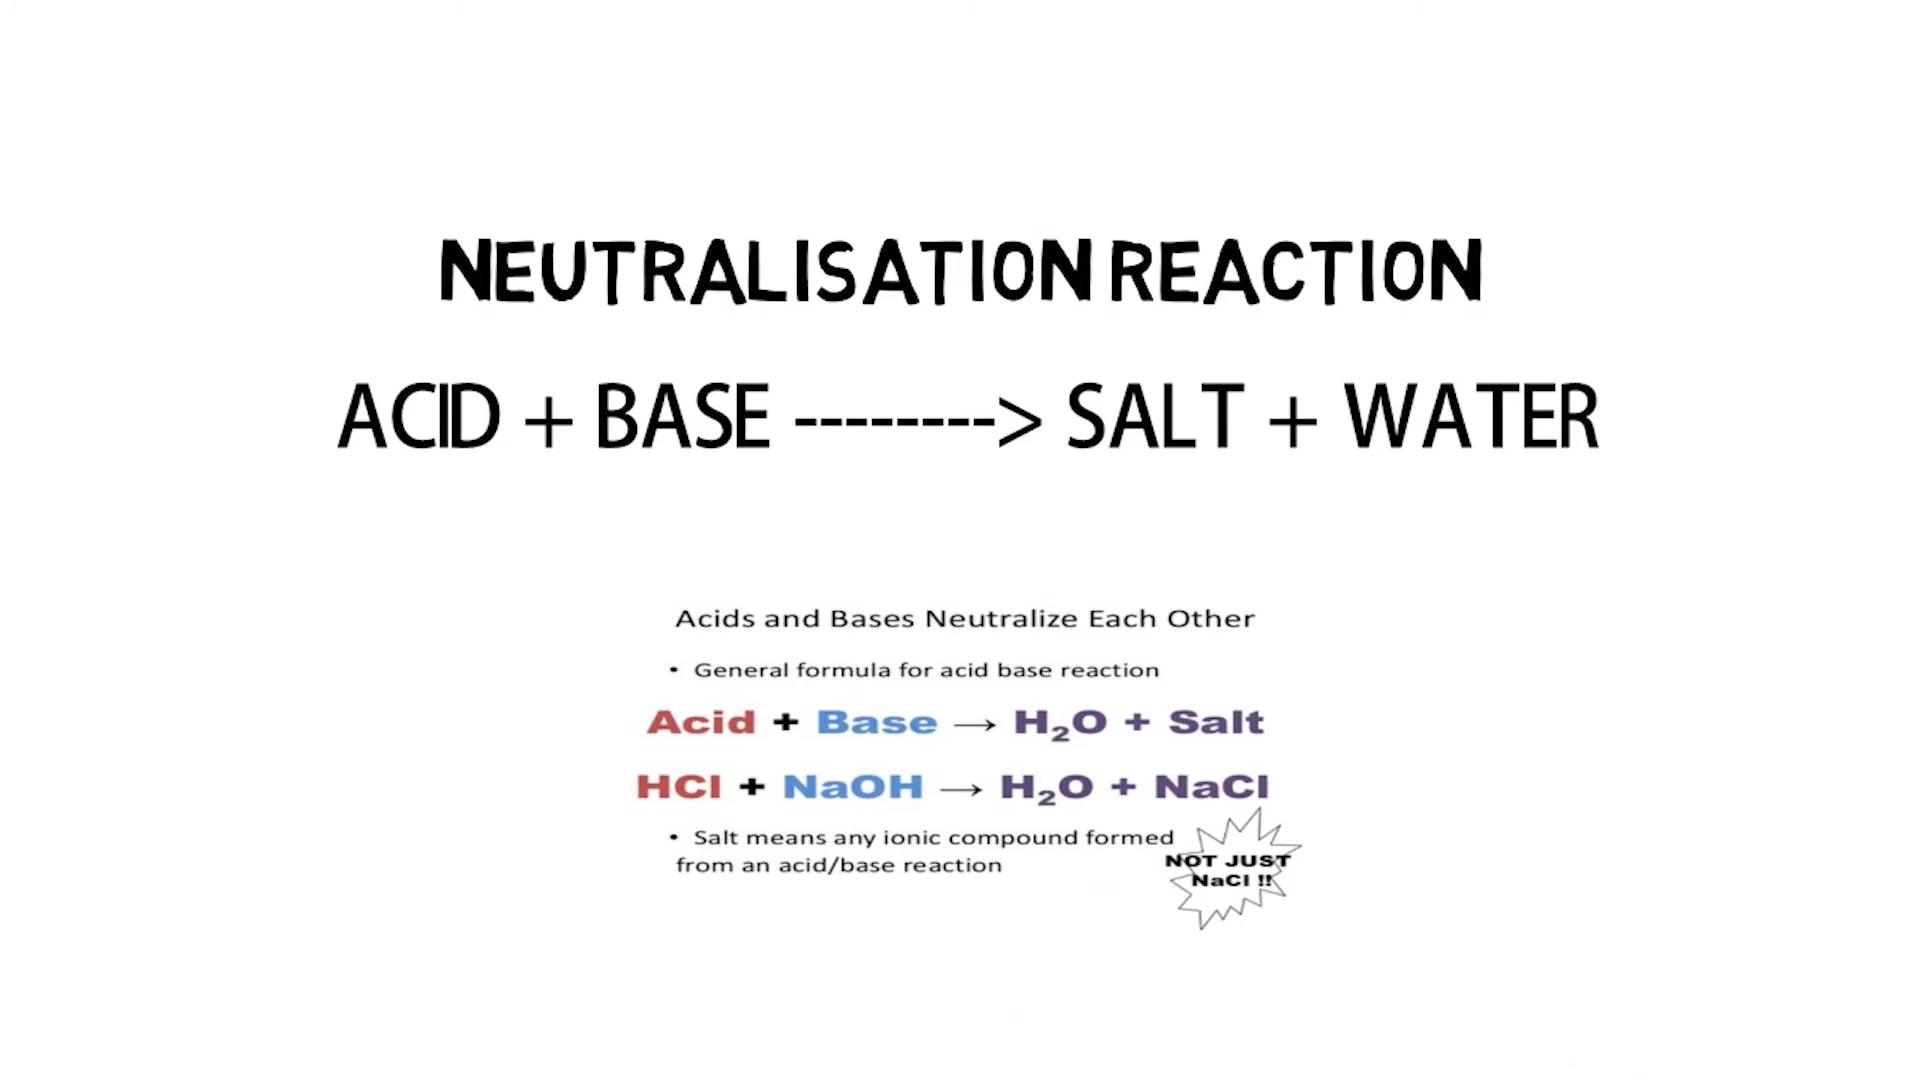 NEUTRALISATION REACTION
ACID + BASE --------> SALT + WATER
Acids and Bases Neutralize Each Other
• General formula for acid base reaction
Acid + Base → H₂O + Salt
HCl + NaOH → H₂O + NaCl
• Salt means any ionic compound formed
from an acid/base reaction
NOT JUST
NaCl !!